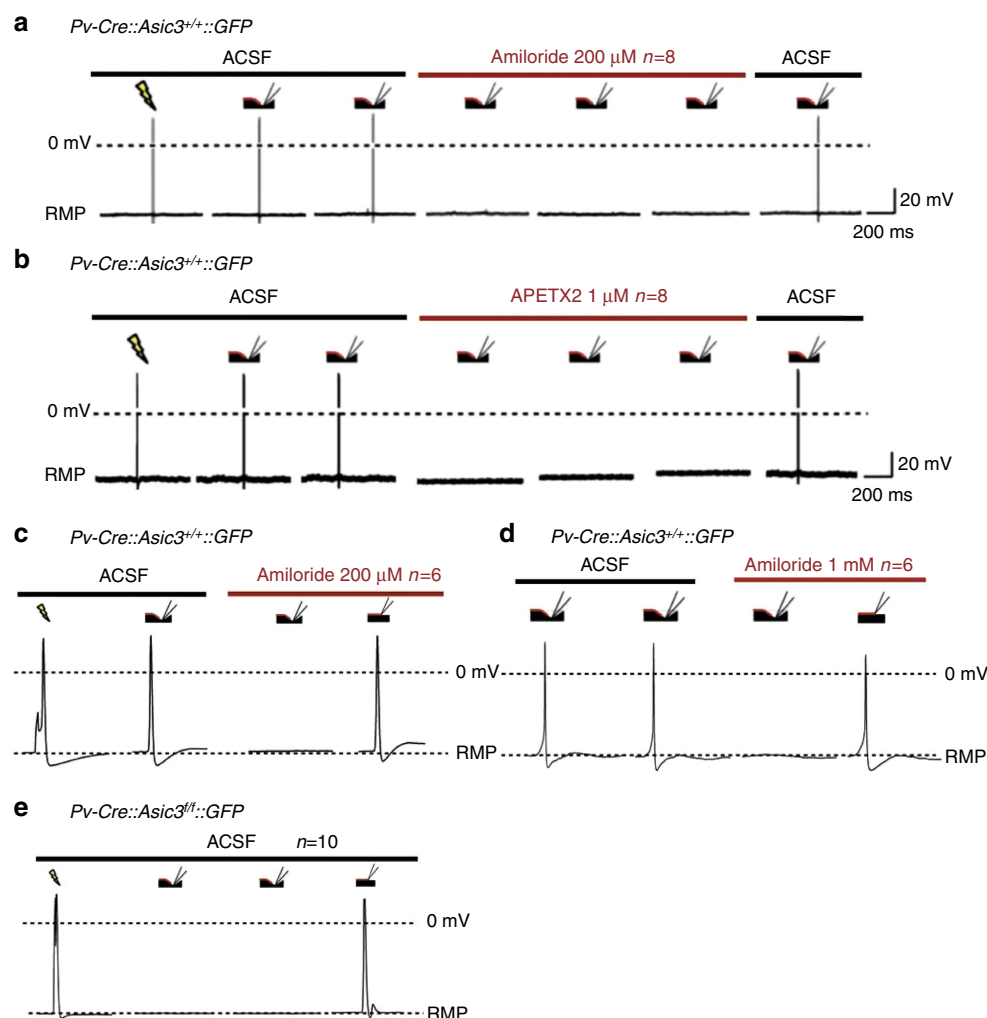 a Pv-Cre::Asic3+/+::GFP
ACSF Amiloride 200 μM n=8 ACSF
0 mV
RMP
20 mV
200 ms
b Pv-Cre::Asic3+/+::GFP
ACSF APETX2 1 μM n=8 ACSF
0 mV
RMP
20 mV
200 ms
c Pv-Cre::Asic3+/+::GFP
ACSF Amiloride 200 μM n=6
0 mV
RMP
d Pv-Cre::Asic3+/+::GFP
ACSF Amiloride 1 mM n=6
0 mV
RMP
e Pv-Cre::Asic3f/f::GFP
ACSF n=10
0 mV
RMP